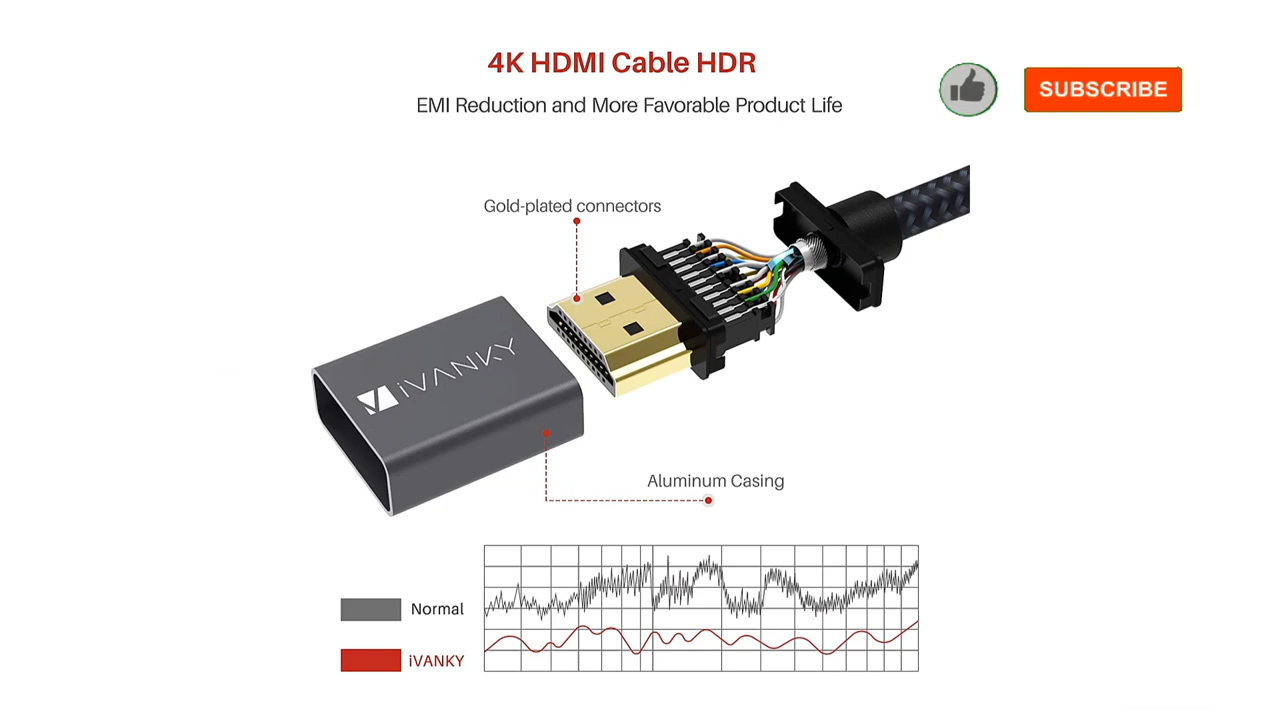 4K HDMI Cable HDR
EMI Reduction and More Favorable Product Life
SUBSCRIBE
Gold-plated connectors
iVANKY
Aluminum Casing
Normal
iVANKY